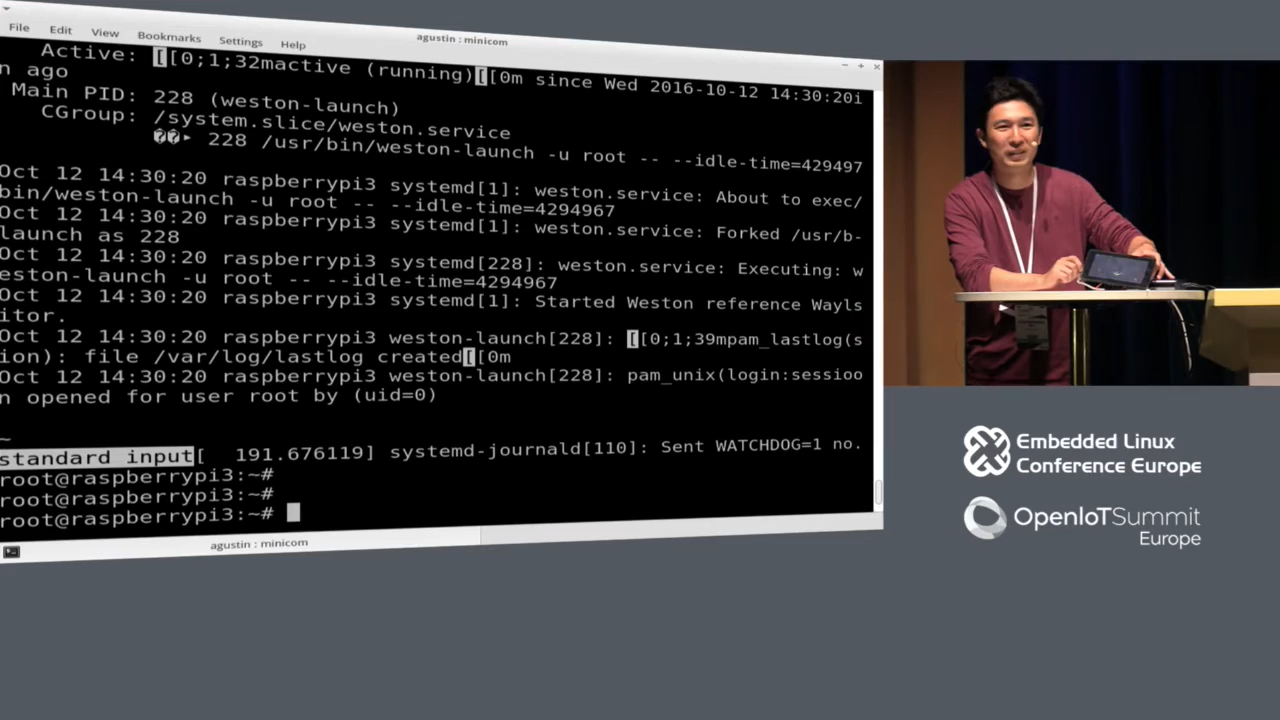 File Edit View Bookmarks Settings Help
agustin : minicom
Active: [[0;1;32mactive (running)[[0m since Wed 2016-10-12 14:30:20i
n ago
Main PID: 228 (weston-launch)
CGroup: /system.slice/weston.service
228 /usr/bin/weston-launch -u root -- --idle-time=429497
Oct 12 14:30:20 raspberrypi3 systemd[1]: weston.service: About to exec/
bin/weston-launch -u root -- --idle-time=4294967
Oct 12 14:30:20 raspberrypi3 systemd[1]: weston.service: Forked /usr/b-
launch as 228
Oct 12 14:30:20 raspberrypi3 systemd[228]: weston.service: Executing: w
eston-launch -u root -- --idle-time=4294967
Oct 12 14:30:20 raspberrypi3 systemd[1]: Started Weston reference Wayls
itor.
Oct 12 14:30:20 raspberrypi3 weston-launch[228]: [[0;1;39mpam_lastlog(s
ion): file /var/log/lastlog created[[0m
Oct 12 14:30:20 raspberrypi3 weston-launch[228]: pam_unix(login:sessioo
n opened for user root by (uid=0)
~
standard input[ 191.676119] systemd-journald[110]: Sent WATCHDOG=1 no.
root@raspberrypi3:~#
root@raspberrypi3:~#
root@raspberrypi3:~#
agustin : minicom
Embedded Linux
Conference Europe
OpenIoTSummit
Europe